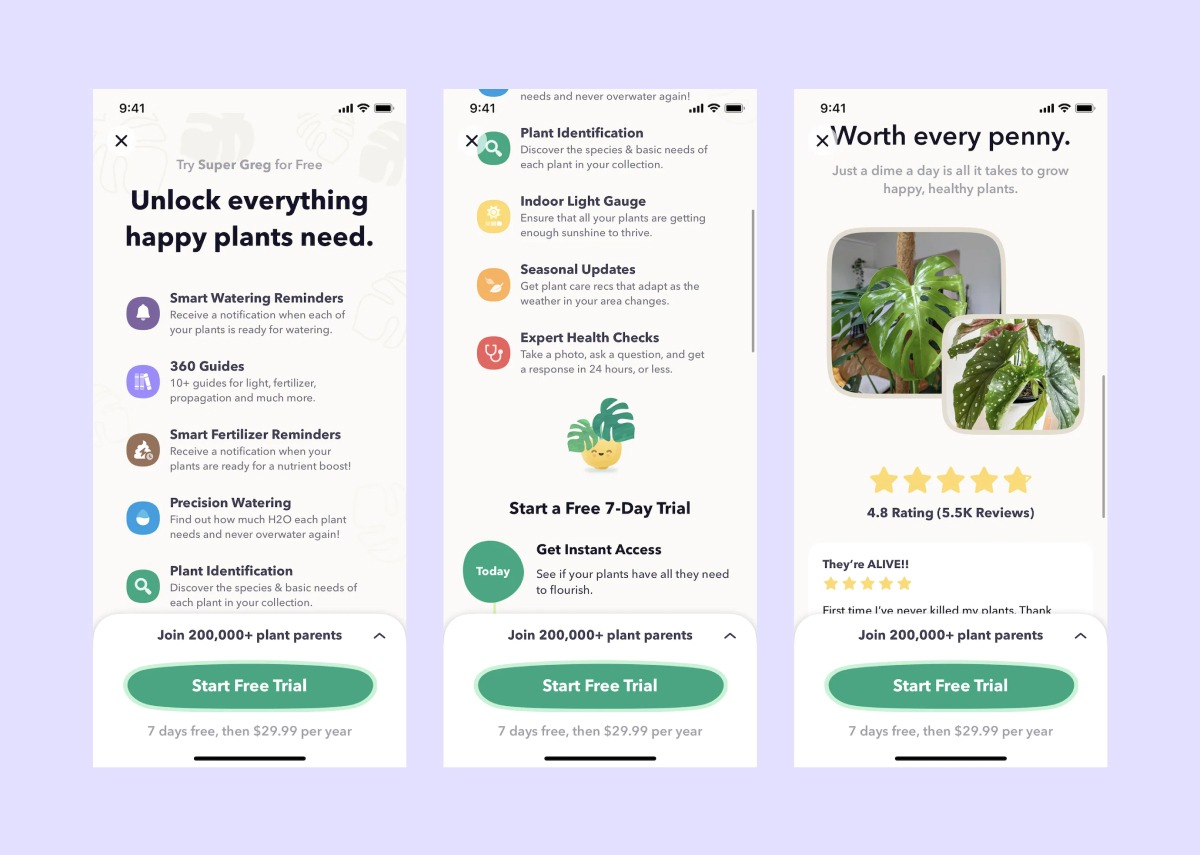 9:41
Try Super Greg for Free
Unlock everything
happy plants need.
Smart Watering Reminders
Receive a notification when each of
your plants is ready for watering.
360 Guides
10+ guides for light, fertilizer,
propagation and much more.
Smart Fertilizer Reminders
Receive a notification when your
plants are ready for a nutrient boost!
Precision Watering
Find out how much H2O each plant
needs and never overwater again!
Plant Identification
Discover the species & basic needs of
each plant in your collection.
Join 200,000+ plant parents
Start Free Trial
7 days free, then $29.99 per year
needs and never overwater again!
9:41
Plant Identification
Discover the species & basic needs of
each plant in your collection.
Indoor Light Gauge
Ensure that all your plants are getting
enough sunshine to thrive.
Seasonal Updates
Get plant care recs that adapt as the
weather in your area changes.
Expert Health Checks
Take a photo, ask a question, and get
a response in 24 hours, or less.
Start a Free 7-Day Trial
Today
Get Instant Access
See if your plants have all they need
to flourish.
Join 200,000+ plant parents
Start Free Trial
7 days free, then $29.99 per year
9:41
Worth every penny.
Just a dime a day is all it takes to grow
happy, healthy plants.
4.8 Rating (5.5K Reviews)
They're ALIVE!!
First time I've never killed my plants. Thank
Join 200,000+ plant parents
Start Free Trial
7 days free, then $29.99 per year